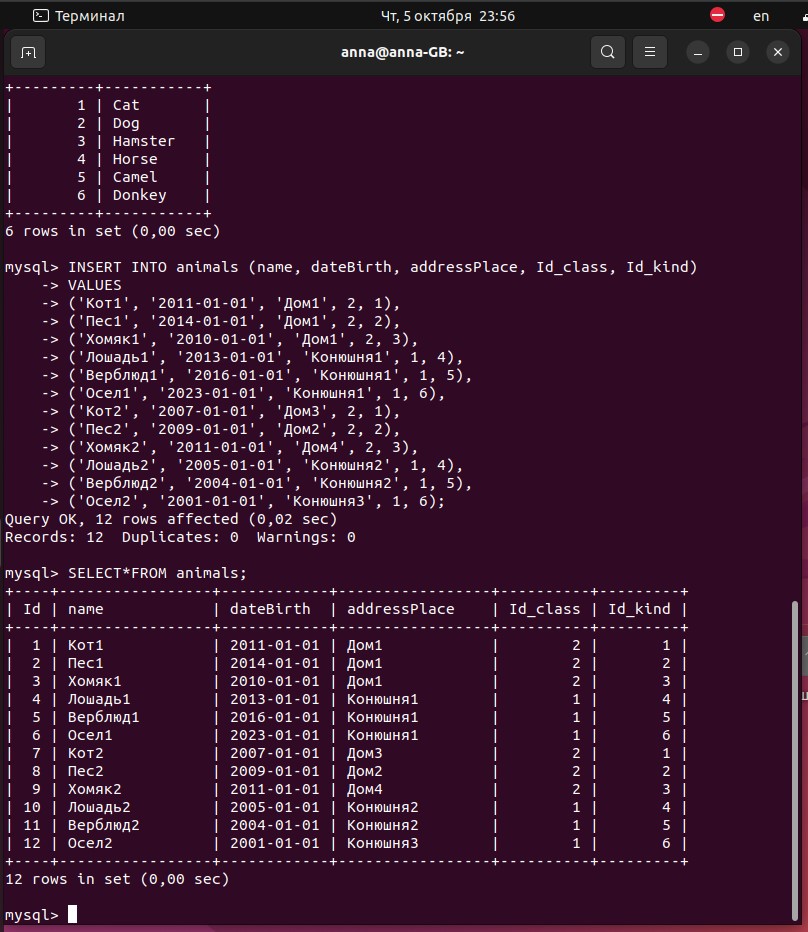 Терминал Чт, 5 октября 23:56 en
anna@anna-GB: ~
+---------+-----------+
| 1 | Cat |
| 2 | Dog |
| 3 | Hamster |
| 4 | Horse |
| 5 | Camel |
| 6 | Donkey |
+---------+-----------+
6 rows in set (0,00 sec)
mysql> INSERT INTO animals (name, dateBirth, addressPlace, Id_class, Id_kind)
-> VALUES
-> ('Кот1', '2011-01-01', 'Дом1', 2, 1),
-> ('Пес1', '2014-01-01', 'Дом1', 2, 2),
-> ('Хомяк1', '2010-01-01', 'Дом1', 2, 3),
-> ('Лошадь1', '2013-01-01', 'Конюшня1', 1, 4),
-> ('Верблюд1', '2016-01-01', 'Конюшня1', 1, 5),
-> ('Осел1', '2023-01-01', 'Конюшня1', 1, 6),
-> ('Кот2', '2007-01-01', 'Дом3', 2, 1),
-> ('Пес2', '2009-01-01', 'Дом2', 2, 2),
-> ('Хомяк2', '2011-01-01', 'Дом4', 2, 3),
-> ('Лошадь2', '2005-01-01', 'Конюшня2', 1, 4),
-> ('Верблюд2', '2004-01-01', 'Конюшня2', 1, 5),
-> ('Осел2', '2001-01-01', 'Конюшня3', 1, 6);
Query OK, 12 rows affected (0,02 sec)
Records: 12  Duplicates: 0  Warnings: 0
mysql> SELECT*FROM animals;
+----+-----------------+------------+-----------------+----------+---------+
| Id | name | dateBirth | addressPlace | Id_class | Id_kind |
+----+-----------------+------------+-----------------+----------+---------+
| 1 | Кот1 | 2011-01-01 | Дом1 | 2 | 1 |
| 2 | Пес1 | 2014-01-01 | Дом1 | 2 | 2 |
| 3 | Хомяк1 | 2010-01-01 | Дом1 | 2 | 3 |
| 4 | Лошадь1 | 2013-01-01 | Конюшня1 | 1 | 4 |
| 5 | Верблюд1 | 2016-01-01 | Конюшня1 | 1 | 5 |
| 6 | Осел1 | 2023-01-01 | Конюшня1 | 1 | 6 |
| 7 | Кот2 | 2007-01-01 | Дом3 | 2 | 1 |
| 8 | Пес2 | 2009-01-01 | Дом2 | 2 | 2 |
| 9 | Хомяк2 | 2011-01-01 | Дом4 | 2 | 3 |
| 10 | Лошадь2 | 2005-01-01 | Конюшня2 | 1 | 4 |
| 11 | Верблюд2 | 2004-01-01 | Конюшня2 | 1 | 5 |
| 12 | Осел2 | 2001-01-01 | Конюшня3 | 1 | 6 |
+----+-----------------+------------+-----------------+----------+---------+
12 rows in set (0,00 sec)
mysql>